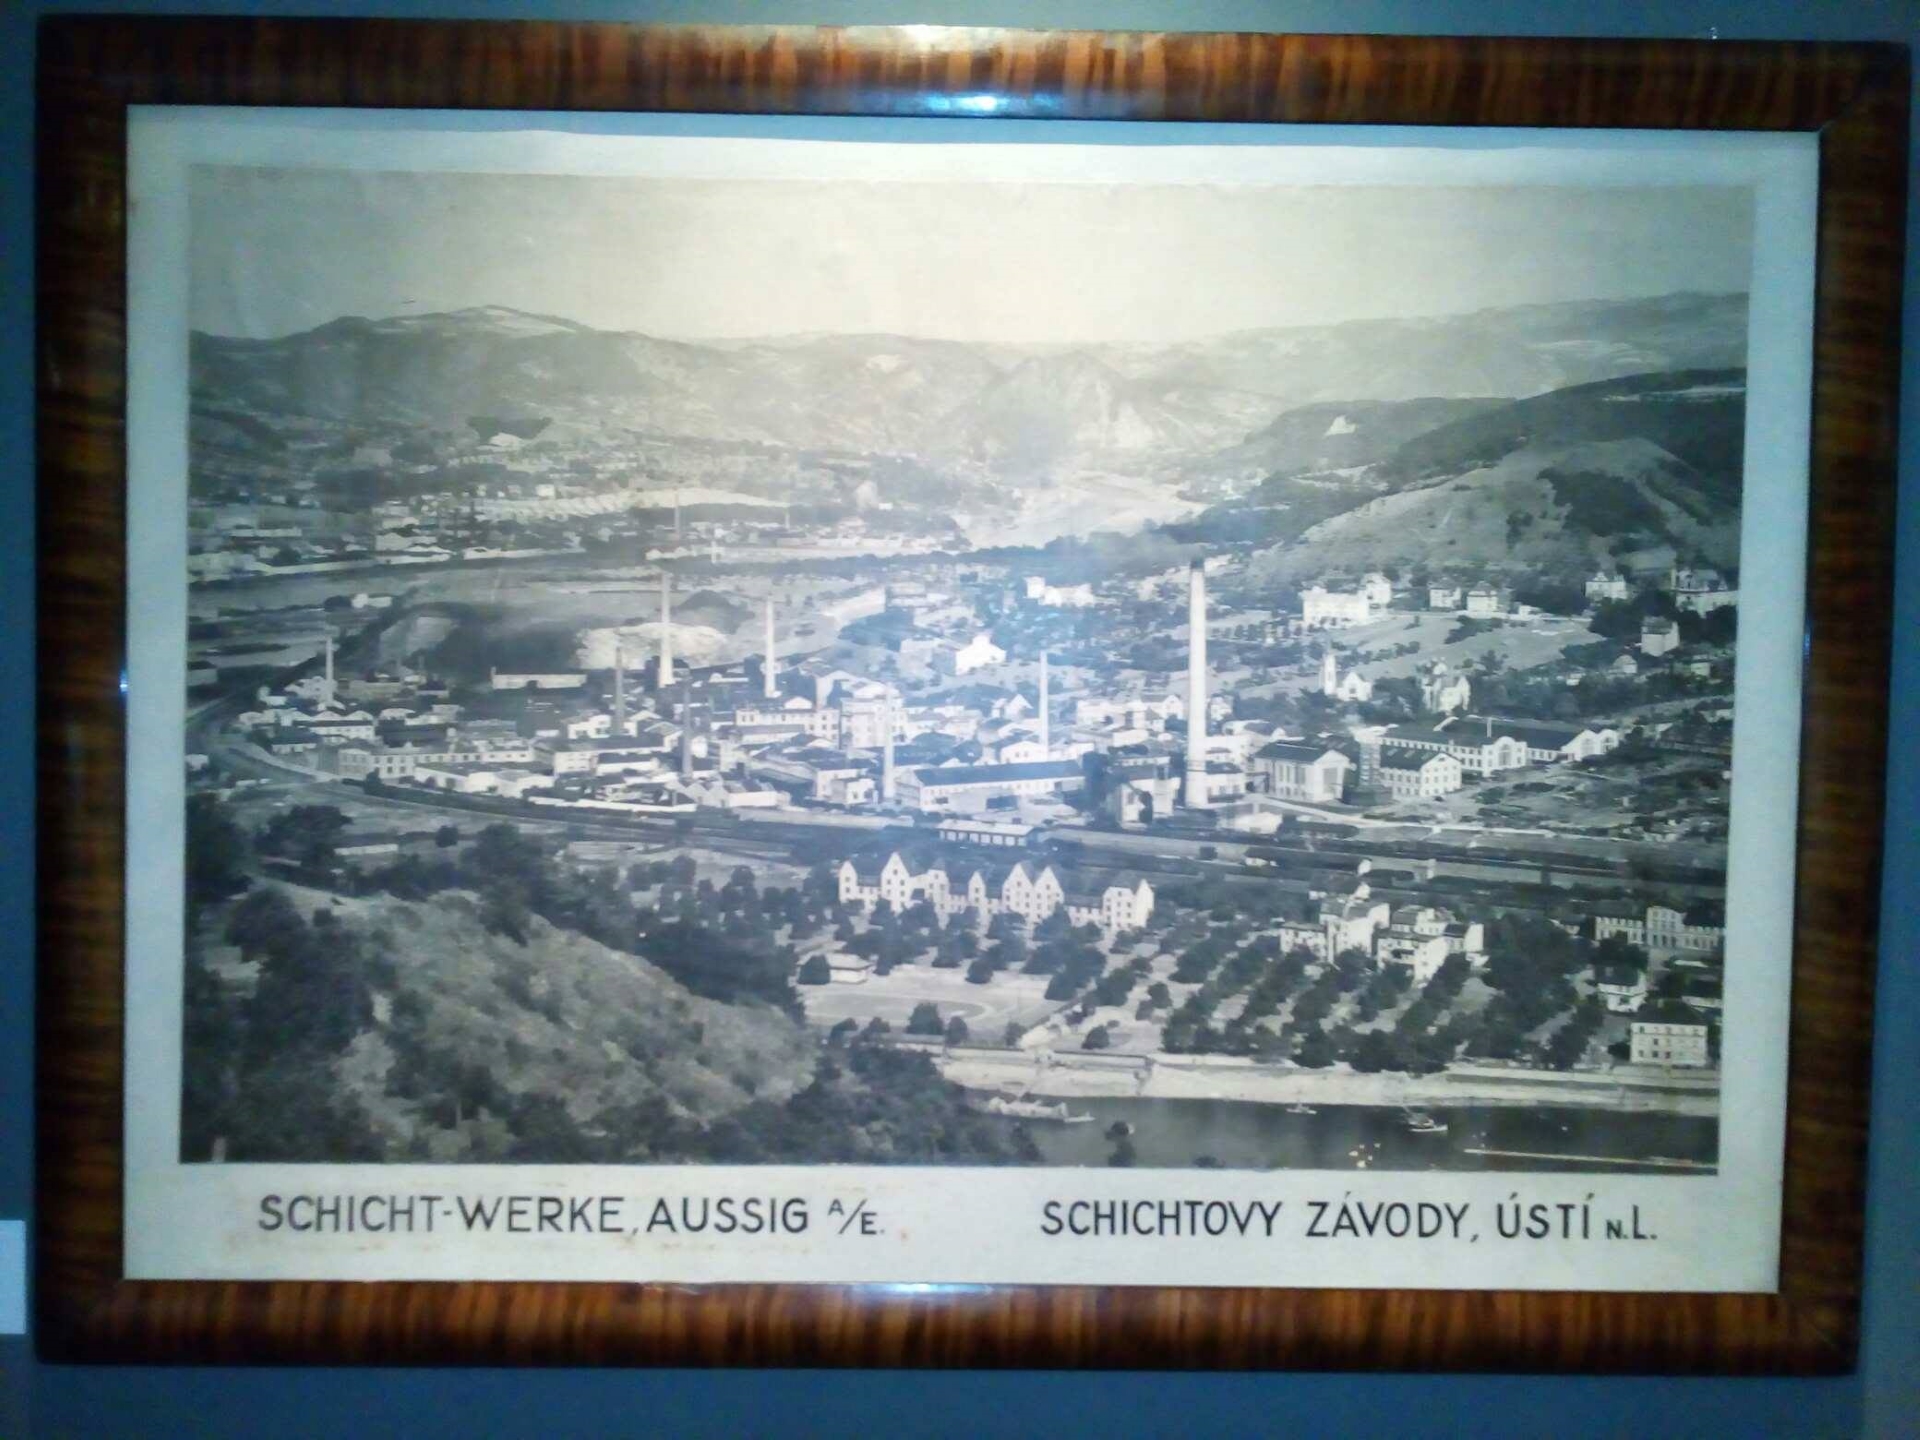 SCHICHT-WERKE, AUSSIG A/E.
SCHICHTOVY ZÁVODY, ÚSTÍ N.L.